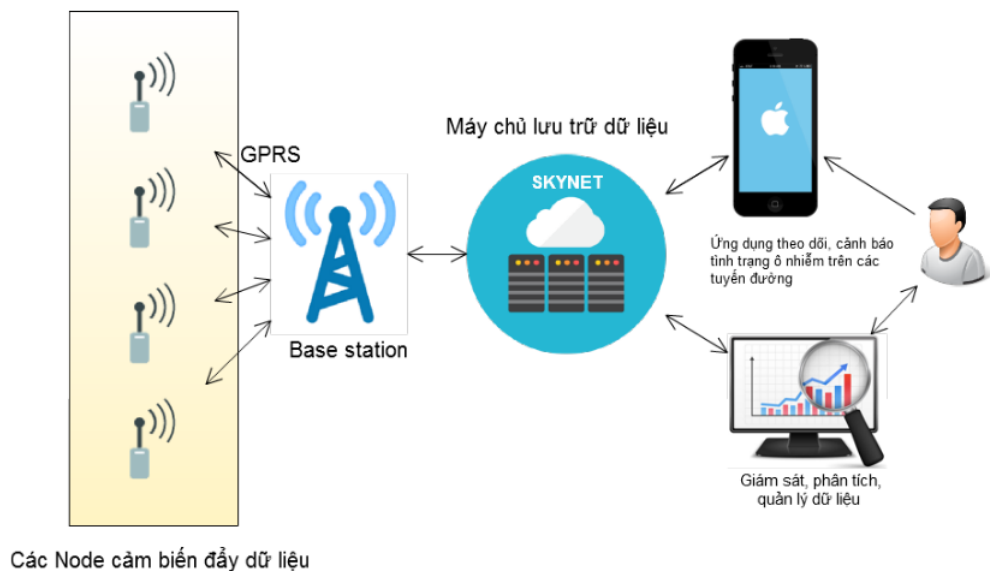 GPRS
Base station
Máy chủ lưu trữ dữ liệu
SKYNET
Ứng dụng theo dõi, cảnh báo
tình trạng ô nhiễm trên các
tuyến đường
Giám sát, phân tích,
quản lý dữ liệu
Các Node cảm biến đẩy dữ liệu